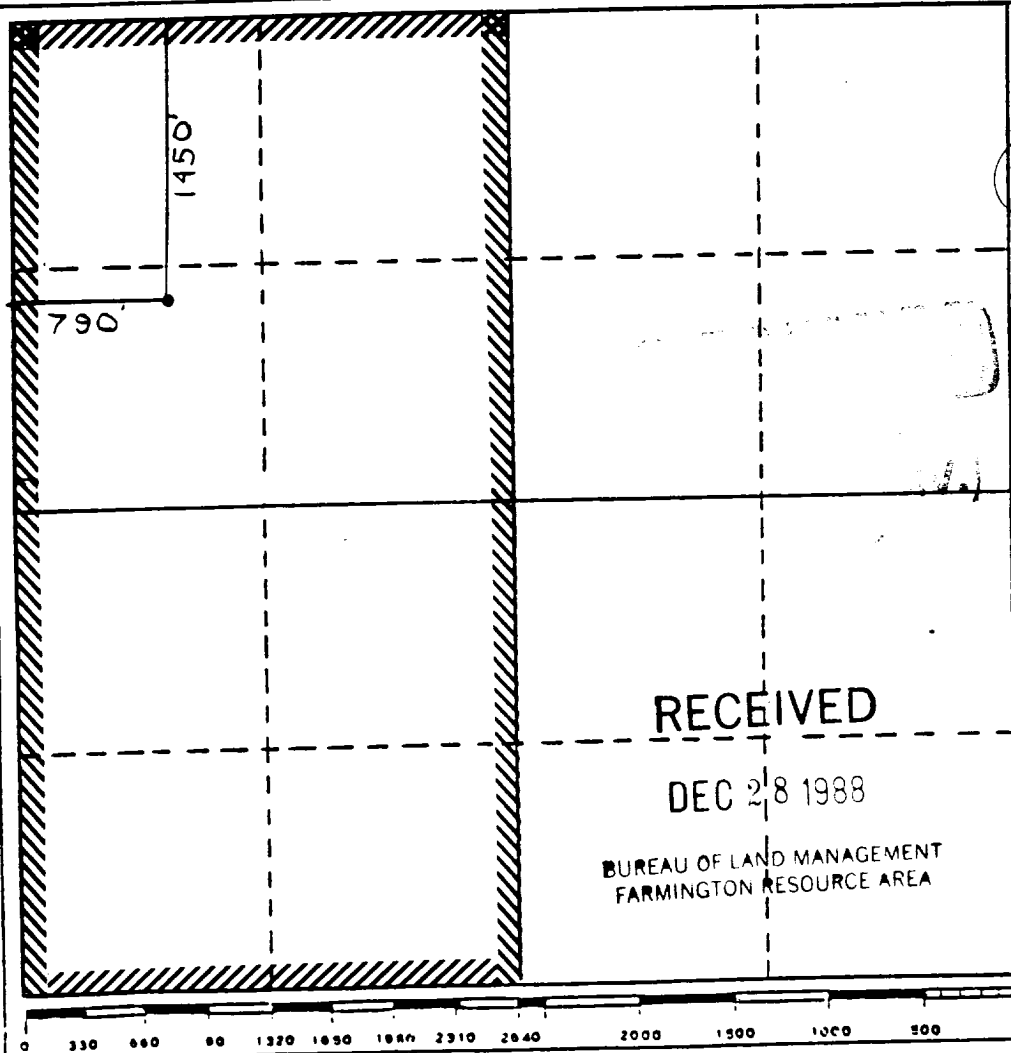 1450'
790'
RECEIVED
DEC 28 1988
BUREAU OF LAND MANAGEMENT
FARMINGTON RESOURCE AREA
0 330 660 90 1320 1650 1980 2310 2640 2000 1500 1000 500